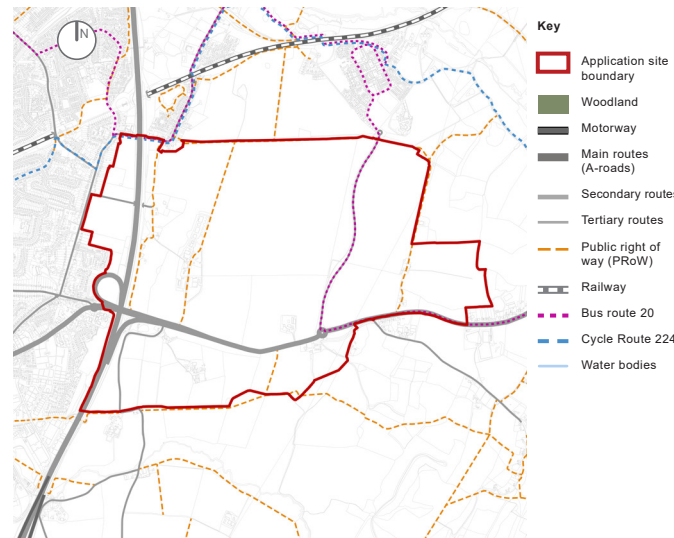 N
Key
Application site
boundary
Woodland
Motorway
Main routes
(A-roads)
Secondary routes
Tertiary routes
Public right of
way (PRoW)
Railway
Bus route 20
Cycle Route 224
Water bodies